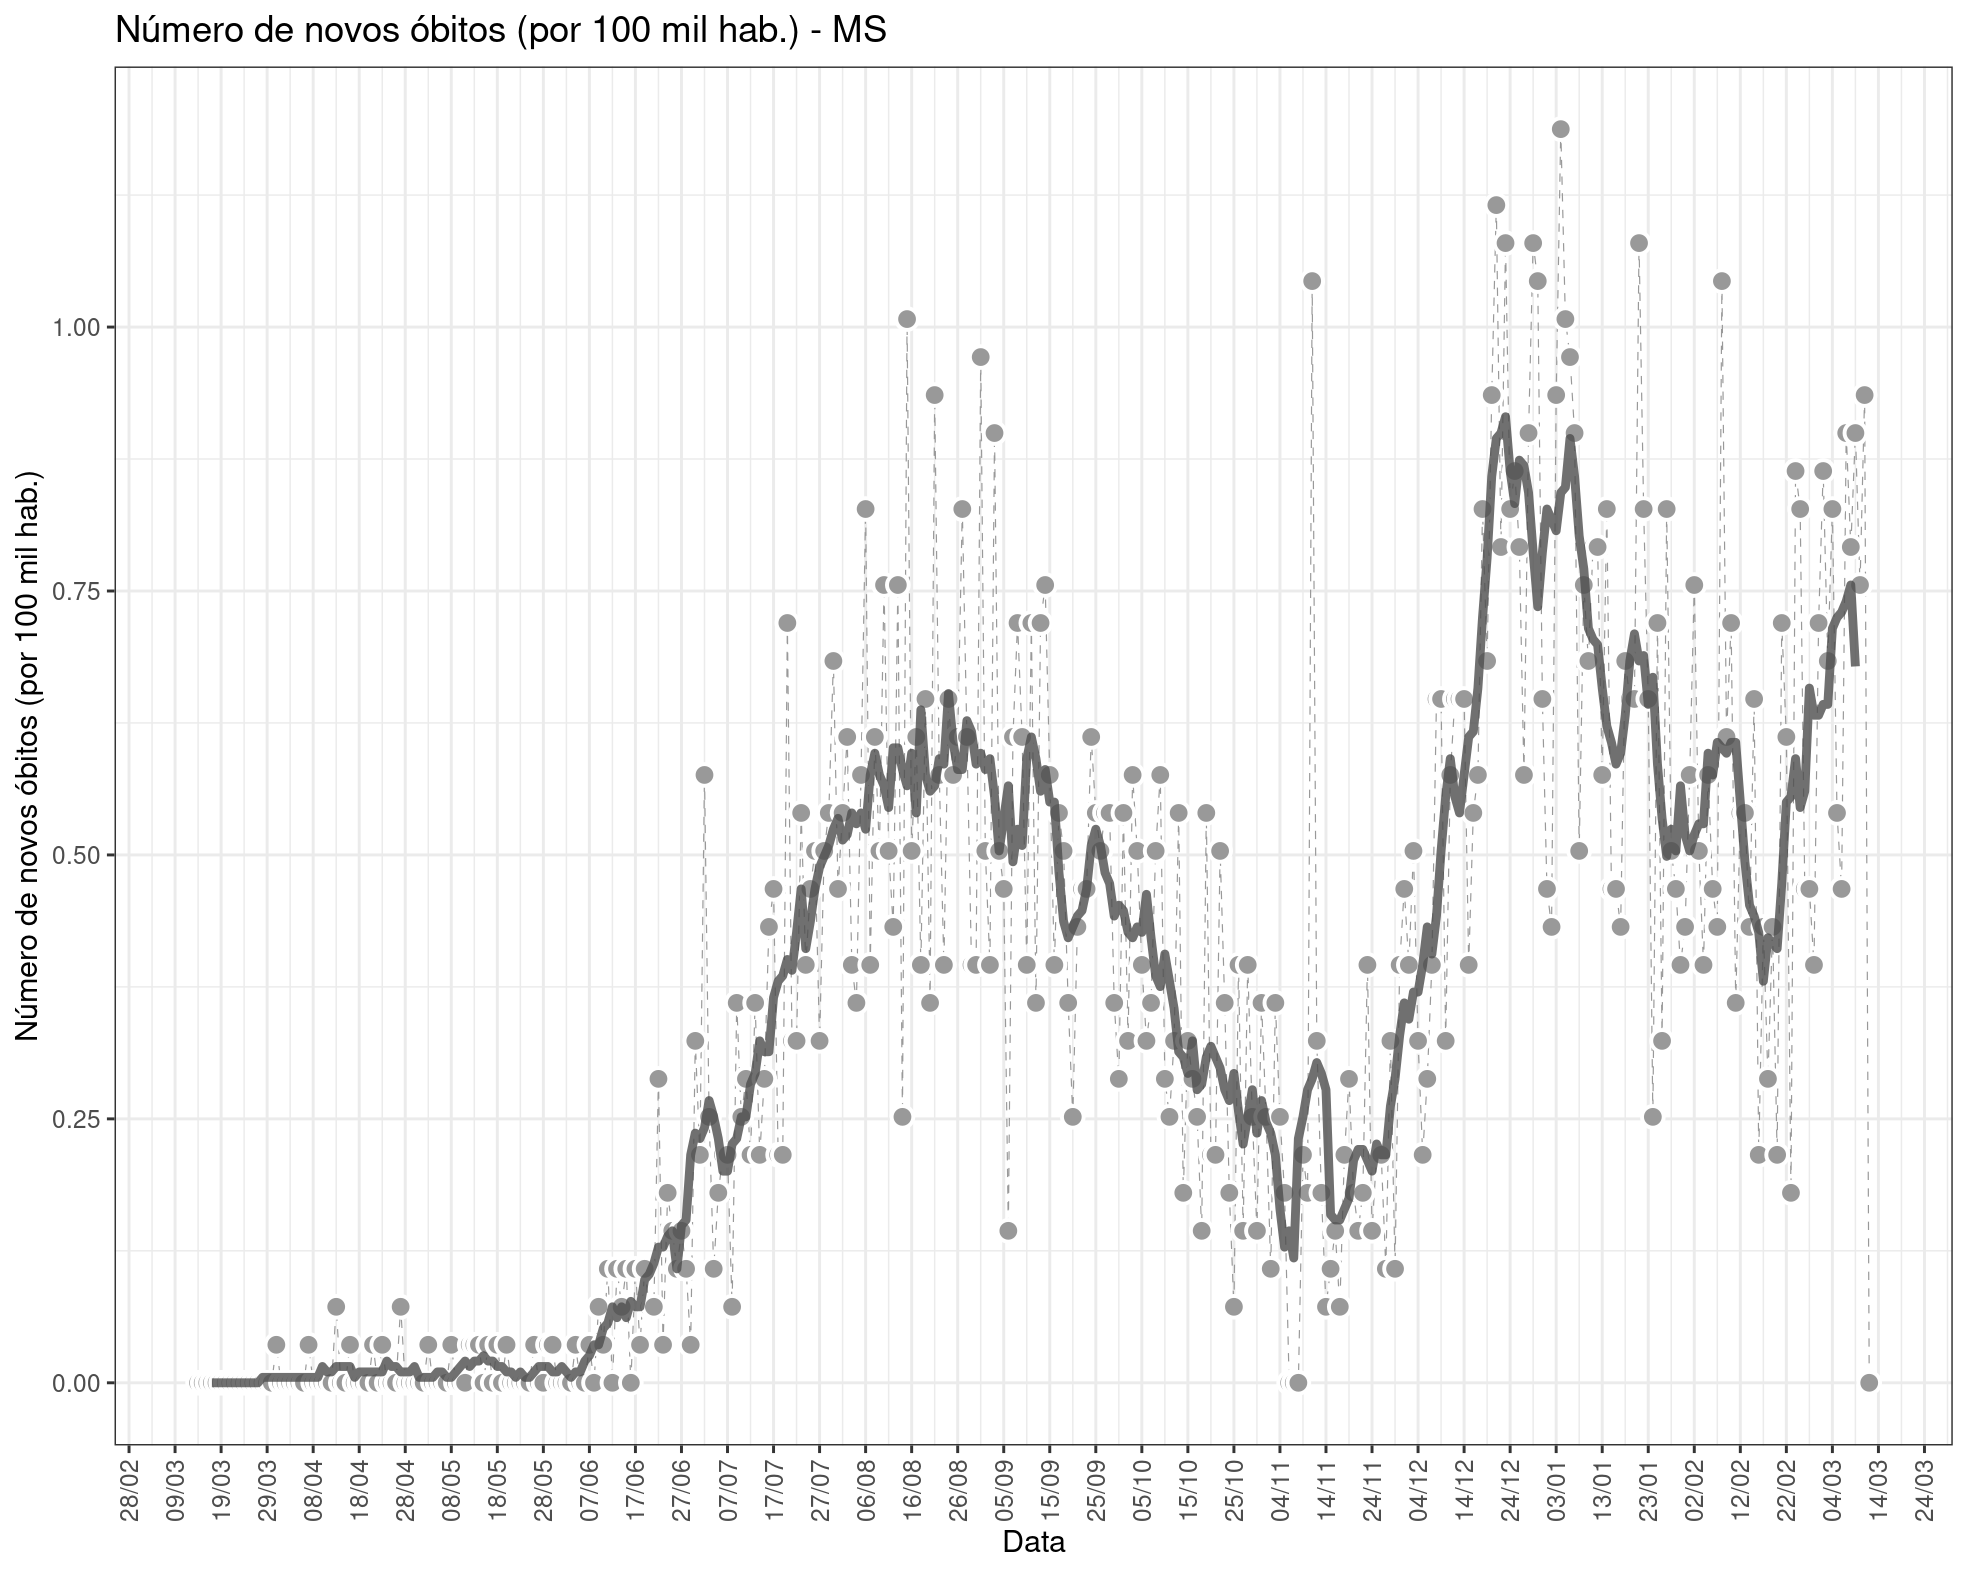 Número de novos óbitos (por 100 mil hab.) - MS
Número de novos óbitos (por 100 mil hab.)
1.00
0.75
0.50
0.25
0.00
28/02 09/03 19/03 29/03 08/04 18/04 28/04 08/05 18/05 28/05 07/06 17/06 27/06 07/07 17/07 27/07 06/08 16/08 26/08 05/09 15/09 25/09 05/10 15/10 25/10 04/11 14/11 24/11 04/12 14/12 24/12 03/01 13/01 23/01 02/02 12/02 22/02 04/03 14/03 24/03
Data